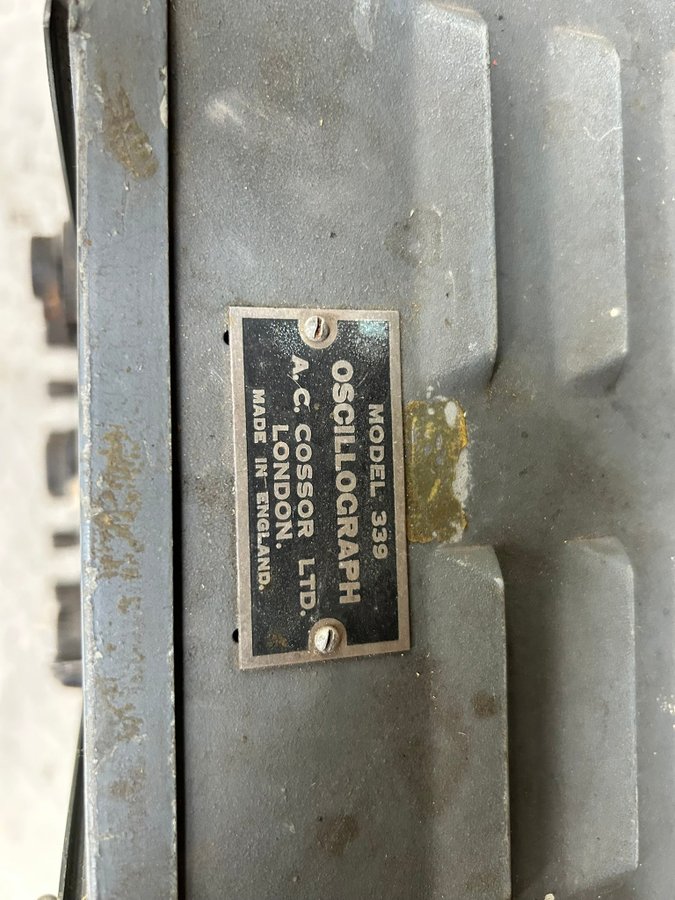 MODEL 339
OSCILLOGRAPH
A.C. COSSOR LTD.
LONDON.
MADE IN ENGLAND.